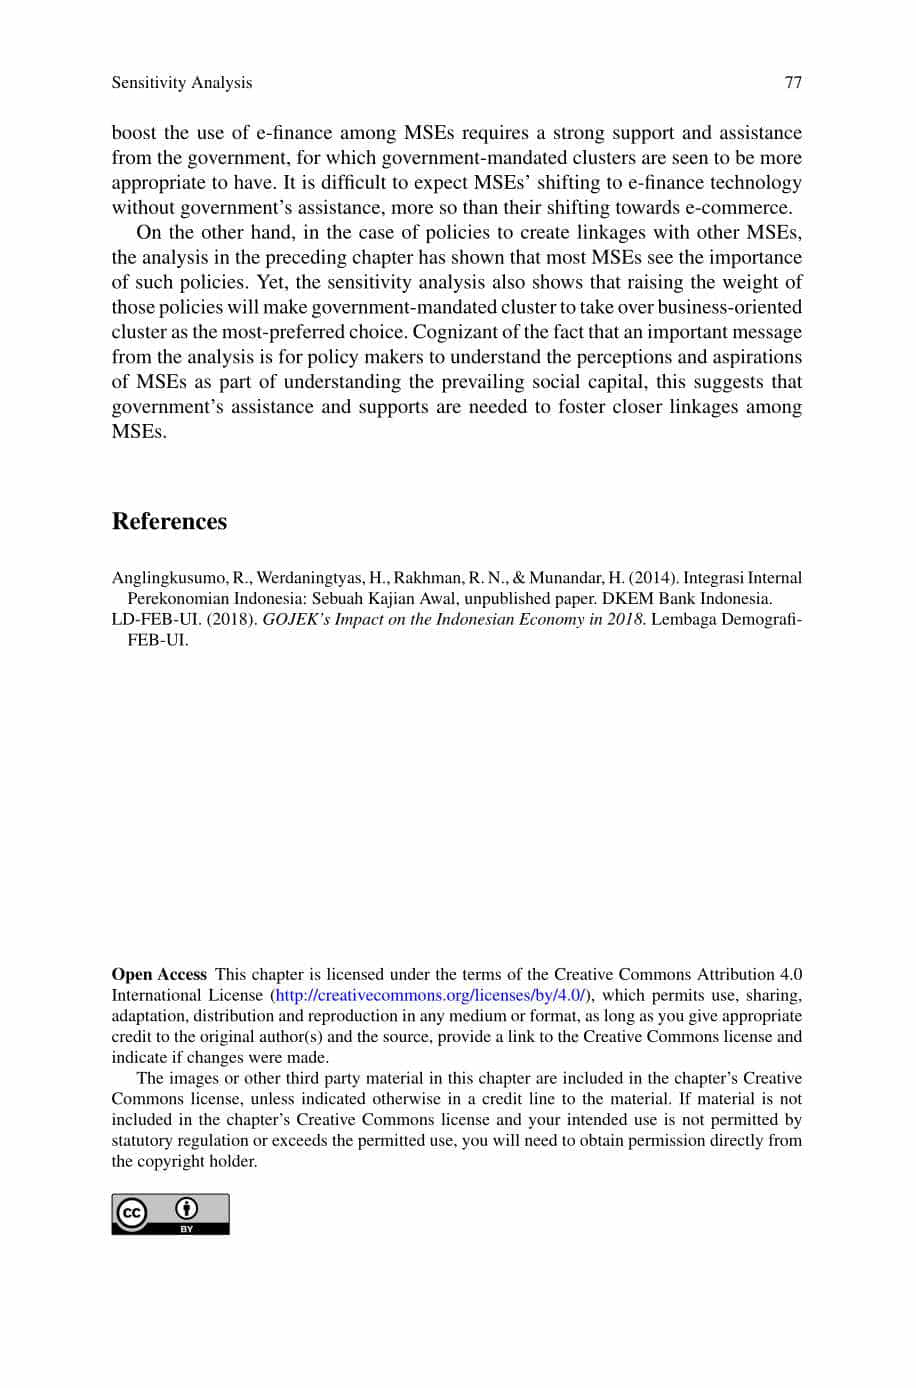 Sensitivity Analysis 77
boost the use of e-finance among MSEs requires a strong support and assistance
from the government, for which government-mandated clusters are seen to be more
appropriate to have. It is difficult to expect MSEs’ shifting to e-finance technology
without government’s assistance, more so than their shifting towards e-commerce.
On the other hand, in the case of policies to create linkages with other MSEs,
the analysis in the preceding chapter has shown that most MSEs see the importance
of such policies. Yet, the sensitivity analysis also shows that raising the weight of
those policies will make government-mandated cluster to take over business-oriented
cluster as the most-preferred choice. Cognizant of the fact that an important message
from the analysis is for policy makers to understand the perceptions and aspirations
of MSEs as part of understanding the prevailing social capital, this suggests that
government’s assistance and supports are needed to foster closer linkages among
MSEs.
References
Anglingkusumo, R., Werdaningtyas, H., Rakhman, R. N., & Munandar, H. (2014). Integrasi Internal
Perekonomian Indonesia: Sebuah Kajian Awal, unpublished paper. DKEM Bank Indonesia.
LD-FEB-UI. (2018). GOJEK’s Impact on the Indonesian Economy in 2018. Lembaga Demografi-
FEB-UI.
Open Access This chapter is licensed under the terms of the Creative Commons Attribution 4.0
International License (http://creativecommons.org/licenses/by/4.0/), which permits use, sharing,
adaptation, distribution and reproduction in any medium or format, as long as you give appropriate
credit to the original author(s) and the source, provide a link to the Creative Commons license and
indicate if changes were made.
The images or other third party material in this chapter are included in the chapter’s Creative
Commons license, unless indicated otherwise in a credit line to the material. If material is not
included in the chapter’s Creative Commons license and your intended use is not permitted by
statutory regulation or exceeds the permitted use, you will need to obtain permission directly from
the copyright holder.
cc
BY